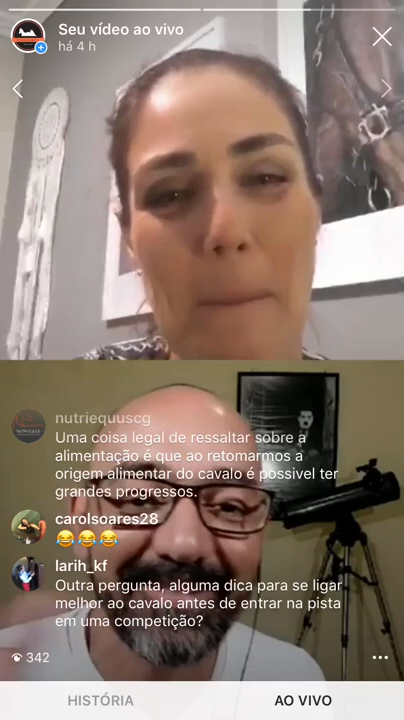 Seu vídeo ao vivo
há 4 h
nutriequuscg
Uma coisa legal de ressaltar sobre a
alimentação é que ao retomarmos a
origem alimentar do cavalo é possivel ter
grandes progressos.
carolsoares28
😂😂😂
larih_kf
Outra pergunta, alguma dica para se ligar
melhor ao cavalo antes de entrar na pista
em uma competição?
342
HISTÓRIA
AO VIVO